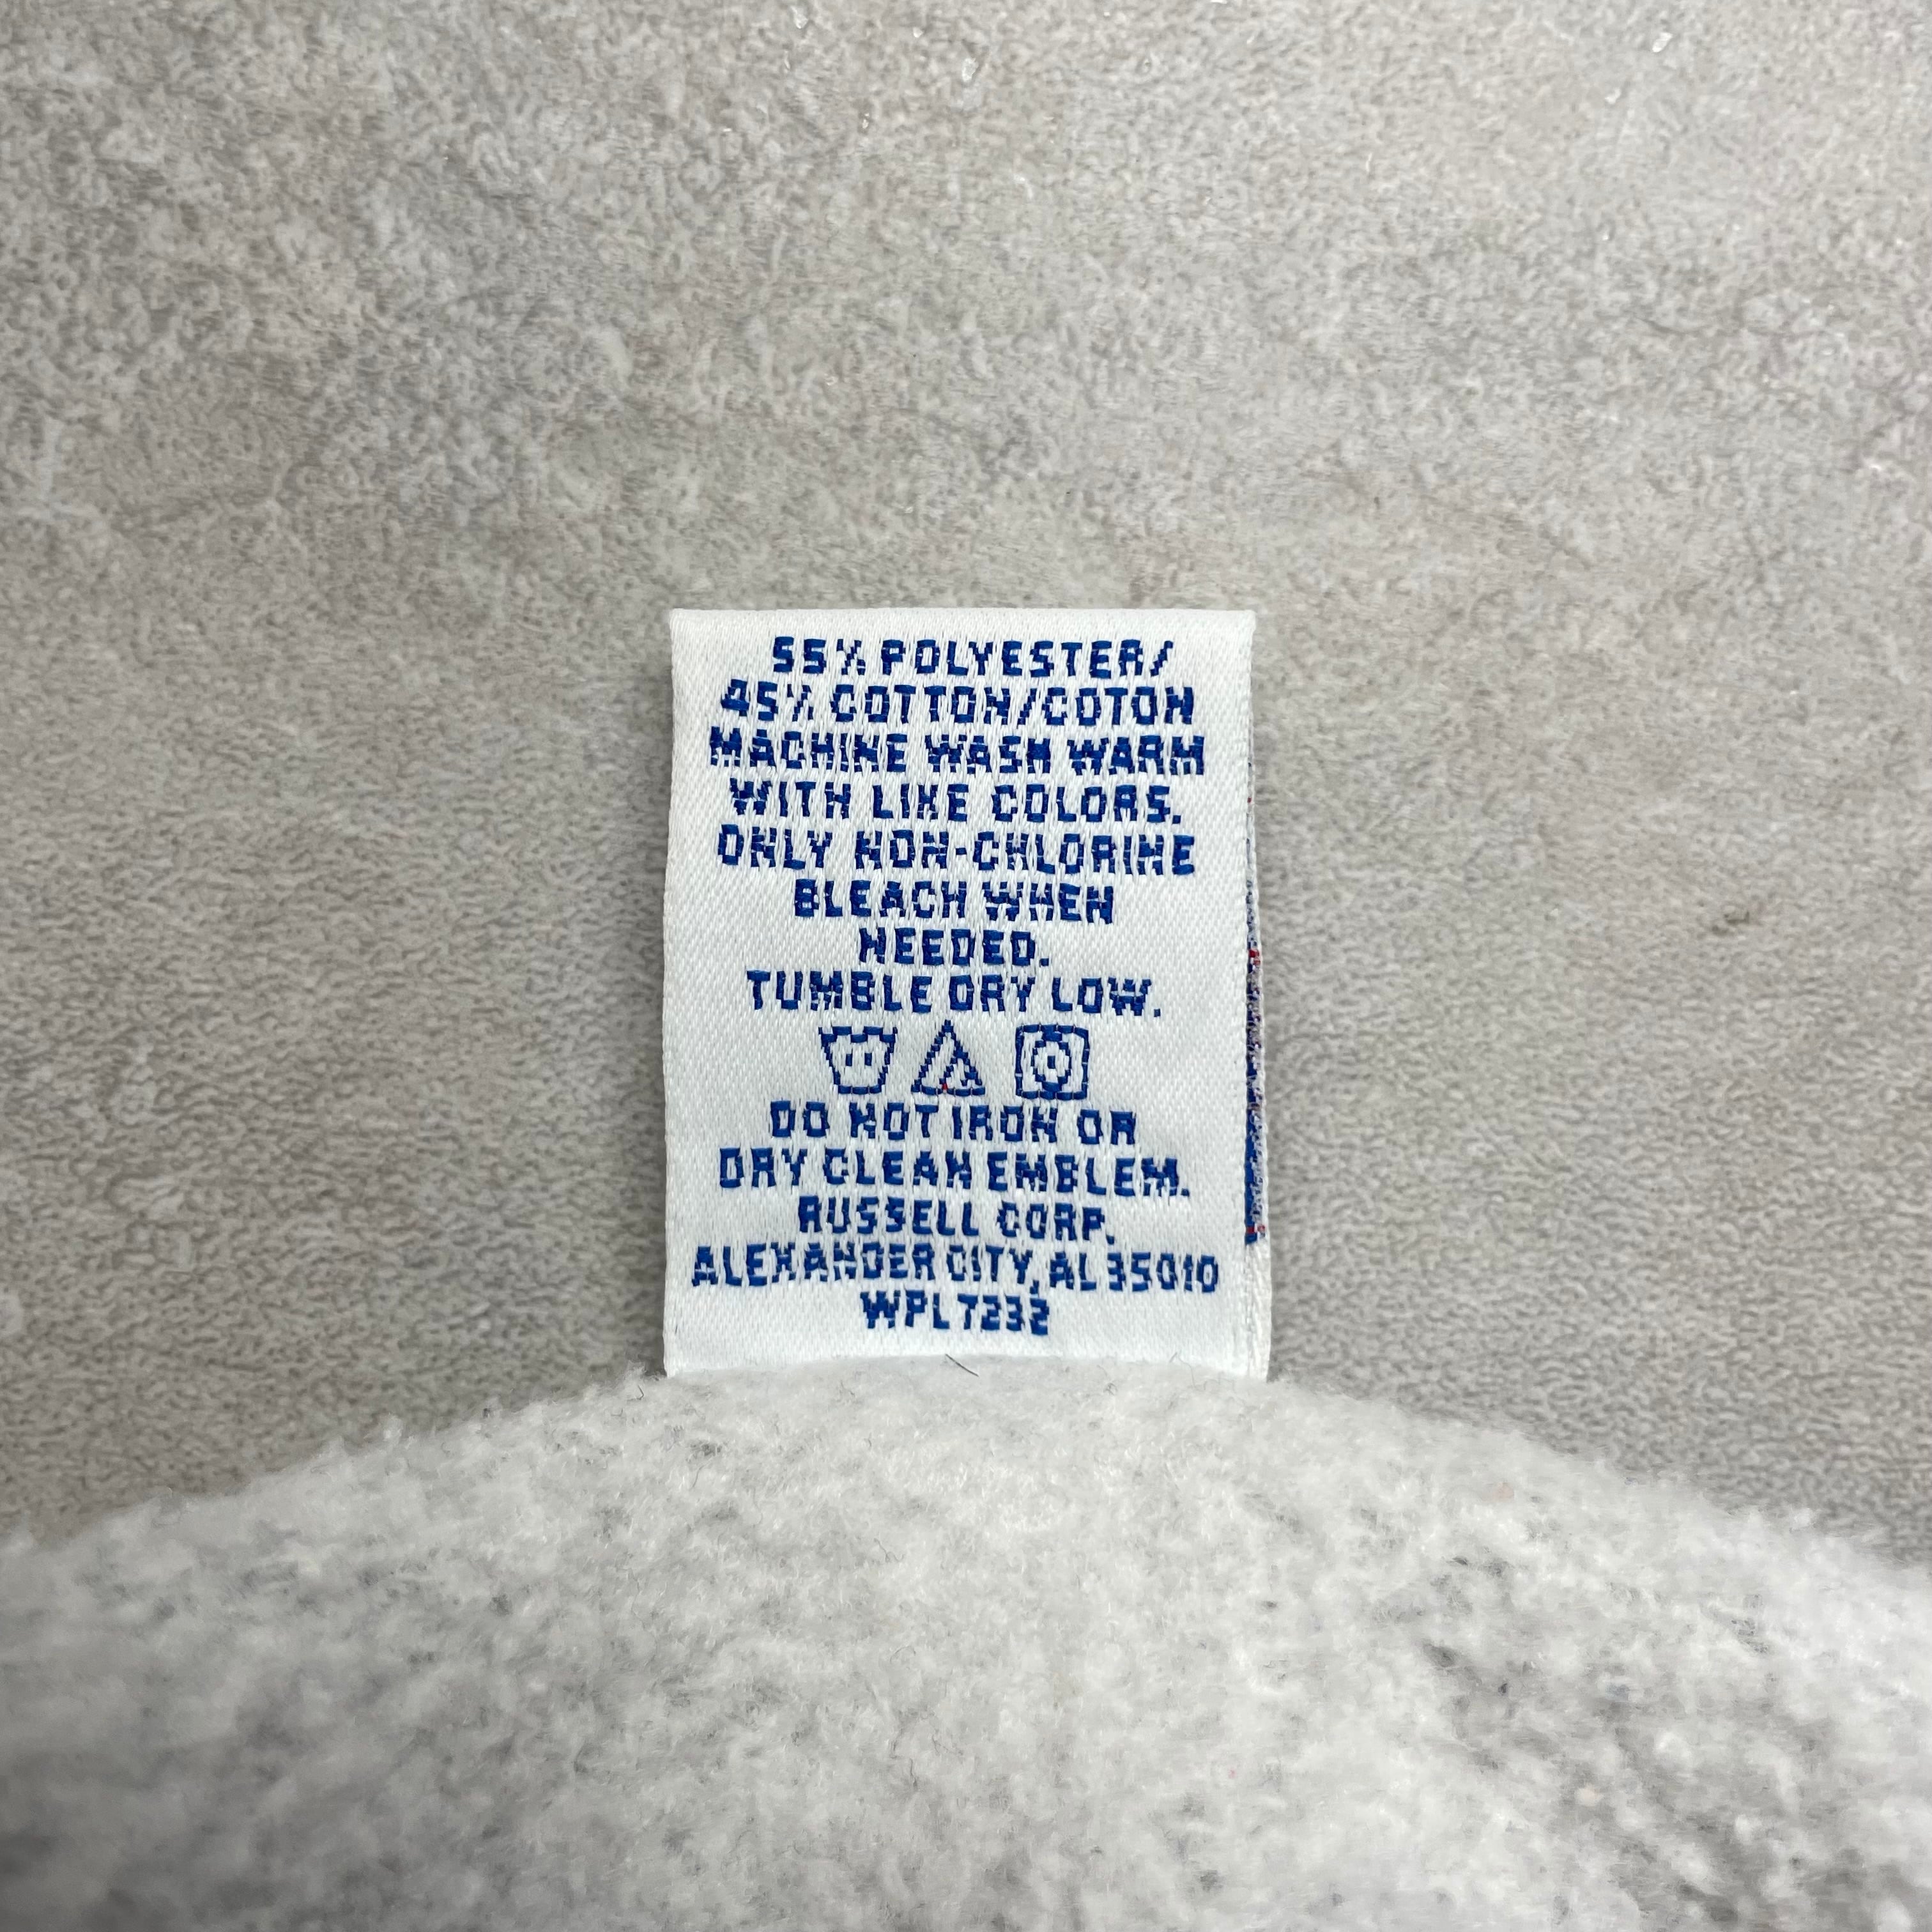 55% POLYESTER/
45% COTTON/COTON
MACHINE WASH WARM
WITH LIKE COLORS.
ONLY NON-CHLORINE
BLEACH WHEN
NEEDED.
TUMBLE DRY LOW.
DO NOT IRON OR
DRY CLEAN EMBLEM.
RUSSELL CORP.
ALEXANDER CITY, AL 35010
WPL 7232